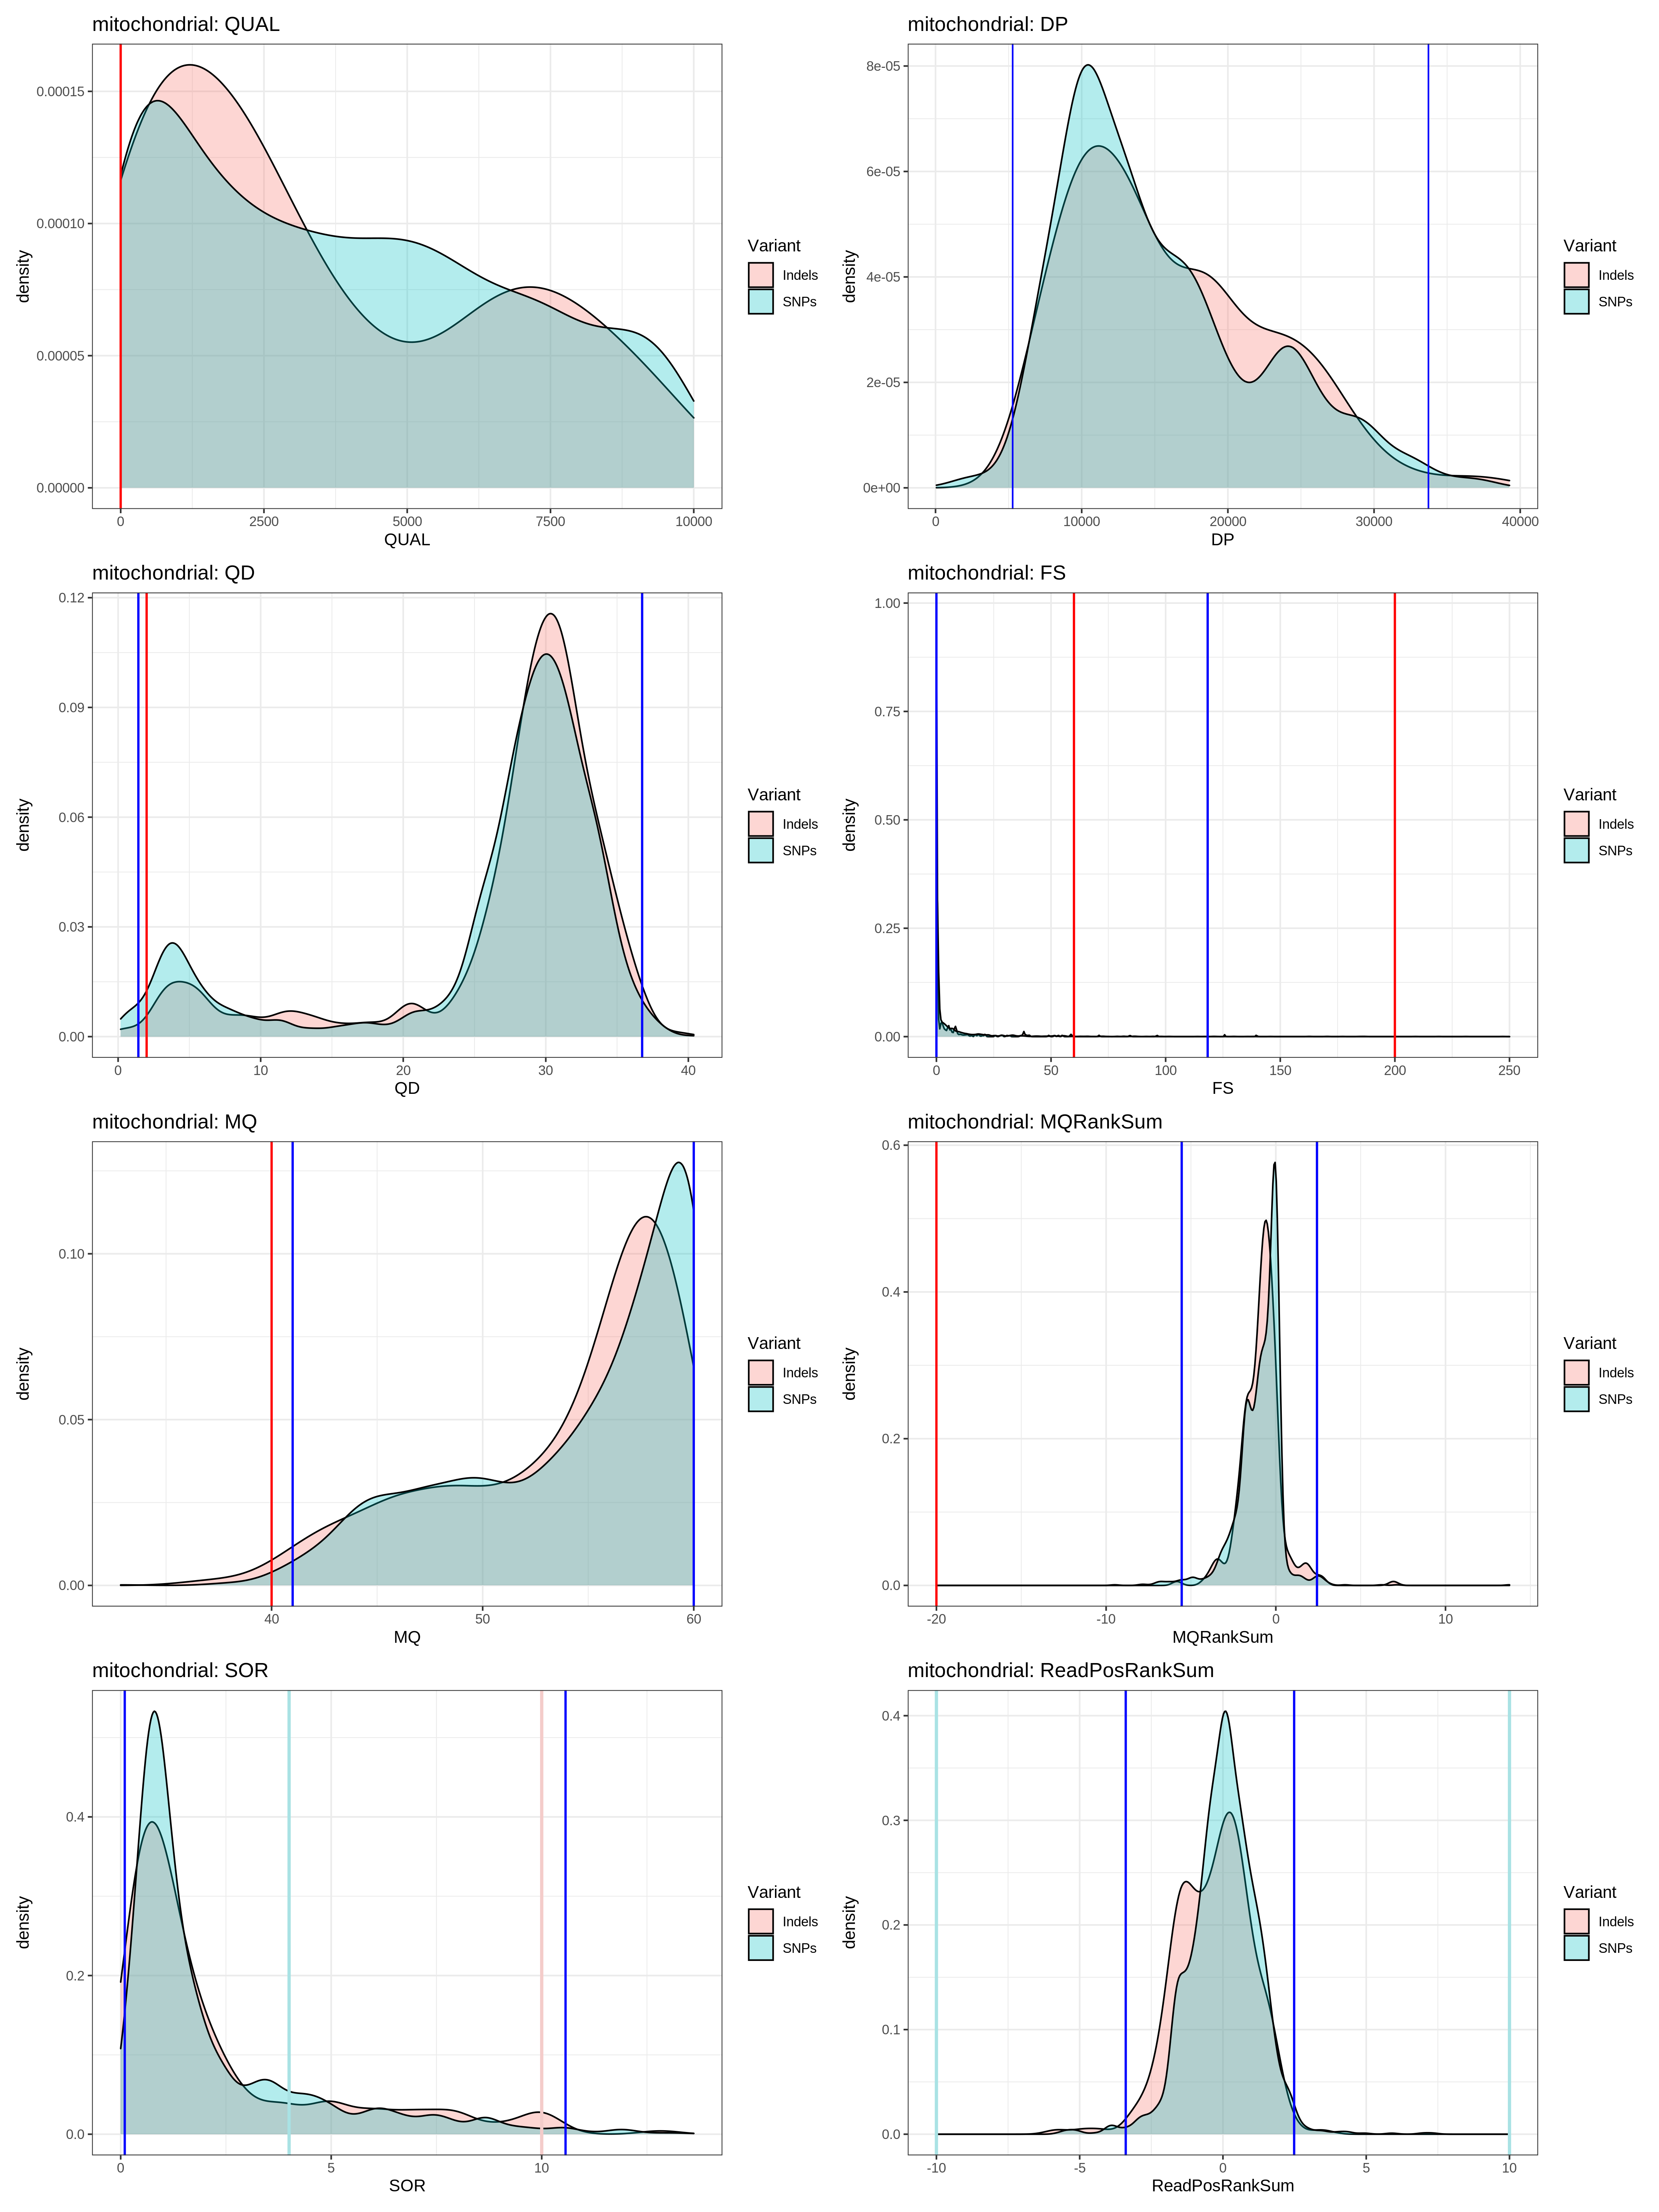 mitochondrial: QUAL
density
0.00015
0.00010
0.00005
0.00000
0 2500 5000 7500 10000
QUAL
Variant
Indels
SNPs
mitochondrial: DP
density
8e-05
6e-05
4e-05
2e-05
0e+00
0 10000 20000 30000 40000
DP
Variant
Indels
SNPs
mitochondrial: QD
density
0.12
0.09
0.06
0.03
0.00
0 10 20 30 40
QD
Variant
Indels
SNPs
mitochondrial: FS
density
1.00
0.75
0.50
0.25
0.00
0 50 100 150 200 250
FS
Variant
Indels
SNPs
mitochondrial: MQ
density
0.10
0.05
0.00
40 50 60
MQ
Variant
Indels
SNPs
mitochondrial: MQRankSum
density
0.6
0.4
0.2
0.0
-20 -10 0 10
MQRankSum
Variant
Indels
SNPs
mitochondrial: SOR
density
0.4
0.2
0.0
0 5 10
SOR
Variant
Indels
SNPs
mitochondrial: ReadPosRankSum
density
0.4
0.3
0.2
0.1
0.0
-10 -5 0 5 10
ReadPosRankSum
Variant
Indels
SNPs